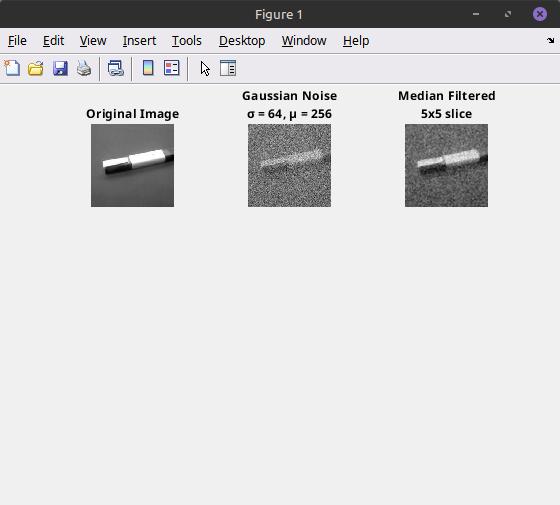 Figure 1
File Edit View Insert Tools Desktop Window Help
Original Image
Gaussian Noise
σ = 64, μ = 256
Median Filtered
5x5 slice